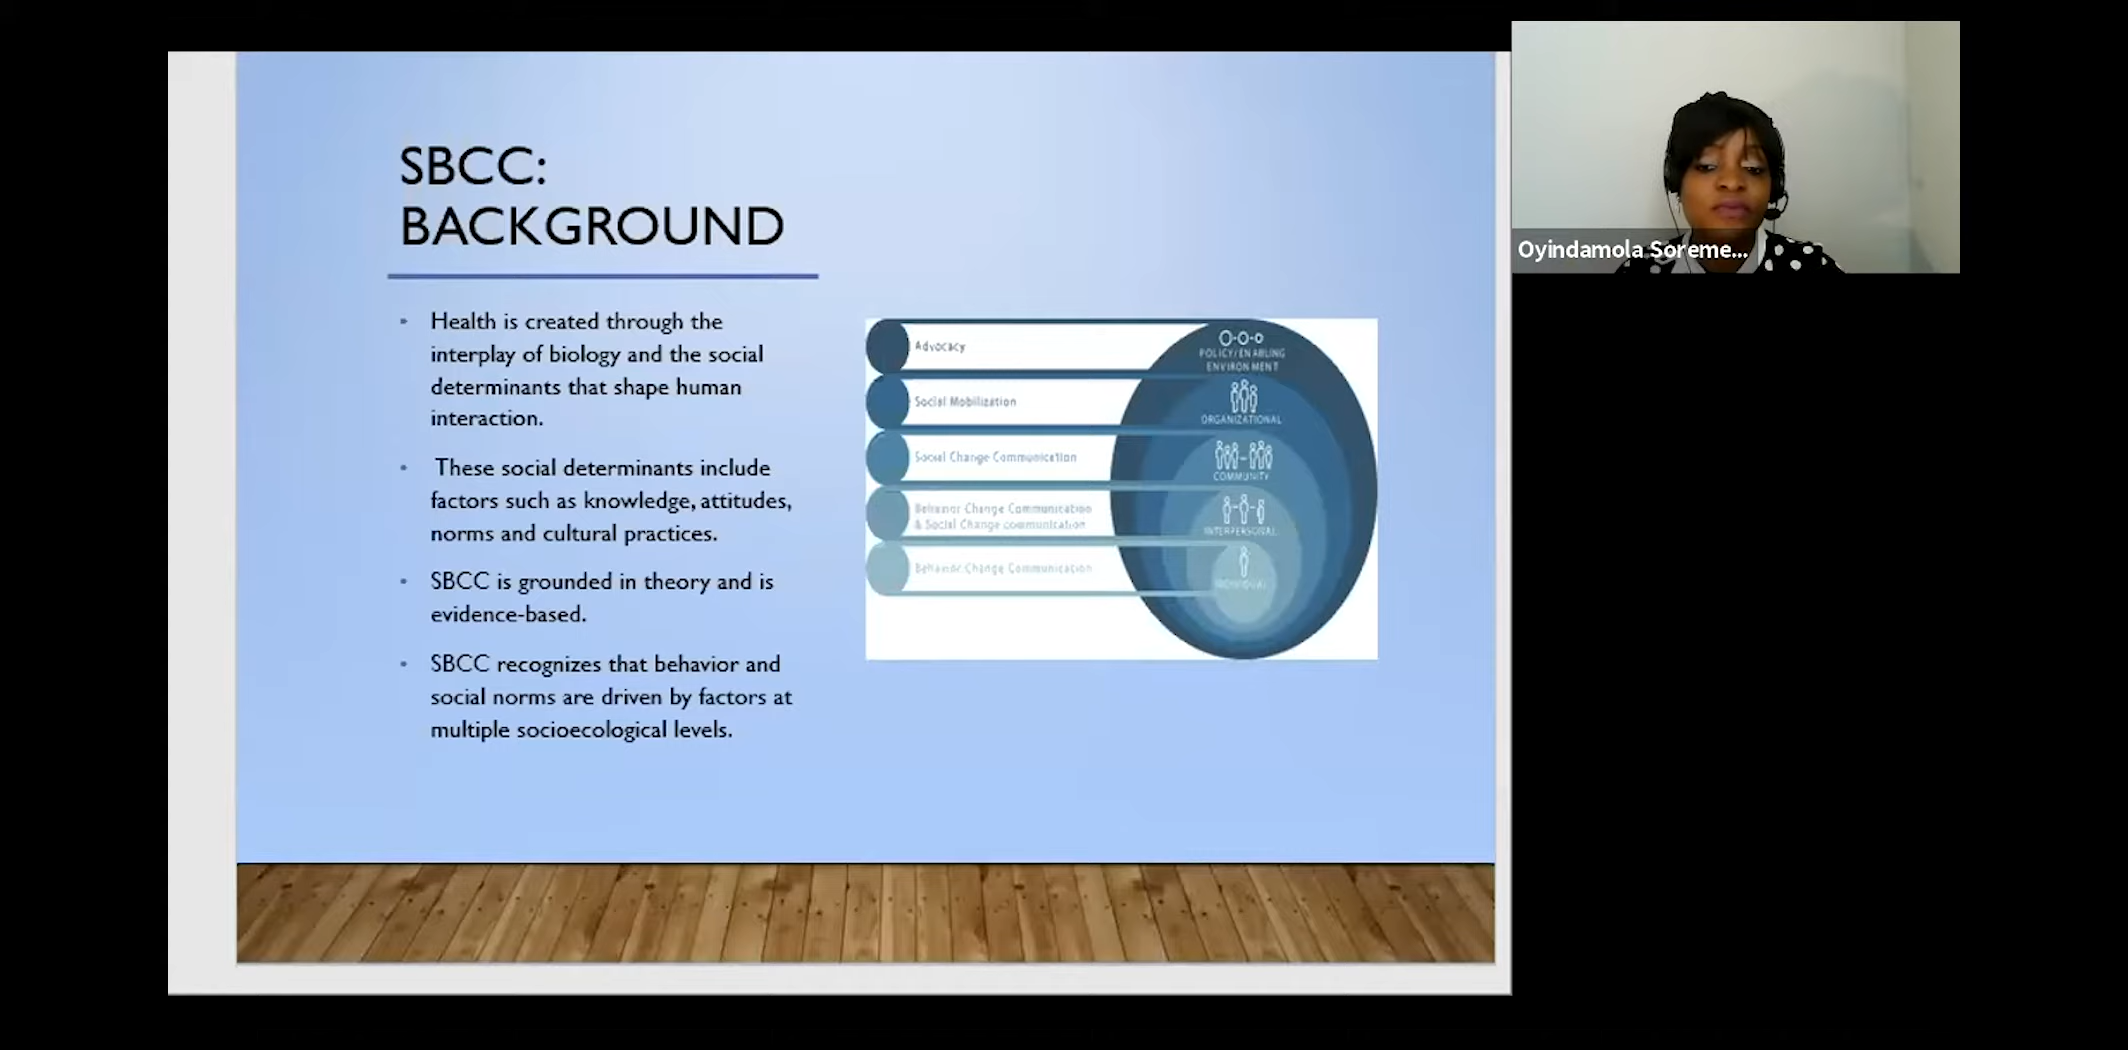 SBCC:
BACKGROUND
• Health is created through the
interplay of biology and the social
determinants that shape human
interaction.
• These social determinants include
factors such as knowledge, attitudes,
norms and cultural practices.
• SBCC is grounded in theory and is
evidence-based.
• SBCC recognizes that behavior and
social norms are driven by factors at
multiple socioecological levels.
Advocacy
Social Mobilization
Social Change Communication
Behavior Change Communication
& Social Change communication
Behavior Change Communication
POLICY/ENABLING
ENVIRONMENT
ORGANIZATIONAL
COMMUNITY
INTERPERSONAL
INDIVIDUAL
Oyindamola Soreme...